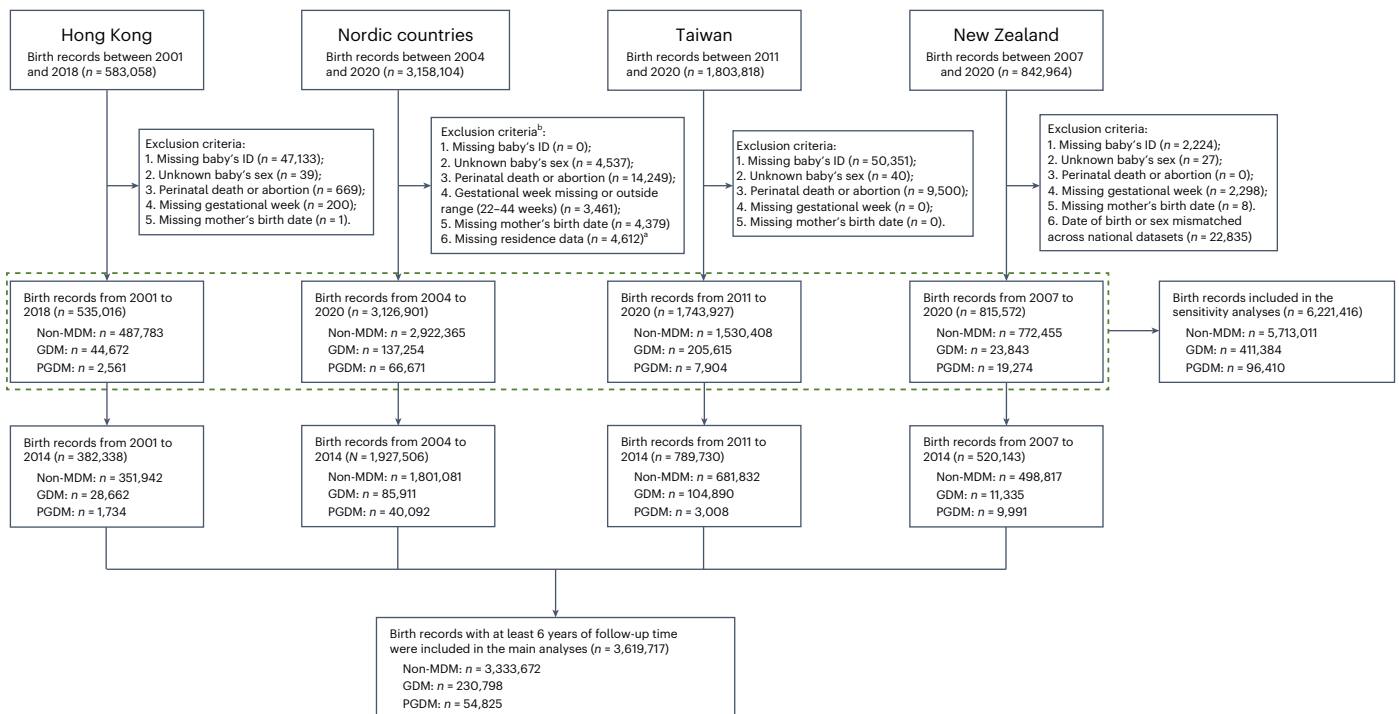 Hong Kong
Birth records between 2001
and 2018 (n = 583,058)
Nordic countries
Birth records between 2004
and 2020 (n = 3,158,104)
Taiwan
Birth records between 2011
and 2020 (n = 1,803,818)
New Zealand
Birth records between 2007
and 2020 (n = 842,964)
Exclusion criteria:
1. Missing baby's ID (n = 47,133);
2. Unknown baby's sex (n = 39);
3. Perinatal death or abortion (n = 669);
4. Missing gestational week (n = 200);
5. Missing mother's birth date (n = 1).
Exclusion criteriaᵇ:
1. Missing baby's ID (n = 0);
2. Unknown baby's sex (n = 4,537);
3. Perinatal death or abortion (n = 14,249);
4. Gestational week missing or outside
range (22–44 weeks) (n = 3,461);
5. Missing mother's birth date (n = 4,379)
6. Missing residence data (n = 4,612)ᵃ
Exclusion criteria:
1. Missing baby's ID (n = 50,351);
2. Unknown baby's sex (n = 40);
3. Perinatal death or abortion (n = 9,500);
4. Missing gestational week (n = 0);
5. Missing mother's birth date (n = 0).
Exclusion criteria:
1. Missing baby's ID (n = 2,224);
2. Unknown baby's sex (n = 27);
3. Perinatal death or abortion (n = 0);
4. Missing gestational week (n = 2,298);
5. Missing mother's birth date (n = 8).
6. Date of birth or sex mismatched
across national datasets (n = 22,835)
Birth records from 2001 to
2018 (n = 535,016)
Non-MDM: n = 487,783
GDM: n = 44,672
PGDM: n = 2,561
Birth records from 2004 to
2020 (n = 3,126,901)
Non-MDM: n = 2,922,365
GDM: n = 137,254
PGDM: n = 66,671
Birth records from 2011 to
2020 (n = 1,743,927)
Non-MDM: n = 1,530,408
GDM: n = 205,615
PGDM: n = 7,904
Birth records from 2007 to
2020 (n = 815,572)
Non-MDM: n = 772,455
GDM: n = 23,843
PGDM: n = 19,274
Birth records included in the
sensitivity analyses (n = 6,221,416)
Non-MDM: n = 5,713,011
GDM: n = 411,384
PGDM: n = 96,410
Birth records from 2001 to
2014 (n = 382,338)
Non-MDM: n = 351,942
GDM: n = 28,662
PGDM: n = 1,734
Birth records from 2004 to
2014 (N = 1,927,506)
Non-MDM: n = 1,801,081
GDM: n = 85,911
PGDM: n = 40,092
Birth records from 2011 to
2014 (n = 789,730)
Non-MDM: n = 681,832
GDM: n = 104,890
PGDM: n = 3,008
Birth records from 2007 to
2014 (n = 520,143)
Non-MDM: n = 498,817
GDM: n = 11,335
PGDM: n = 9,991
Birth records with at least 6 years of follow-up time
were included in the main analyses (n = 3,619,717)
Non-MDM: n = 3,333,672
GDM: n = 230,798
PGDM: n = 54,825